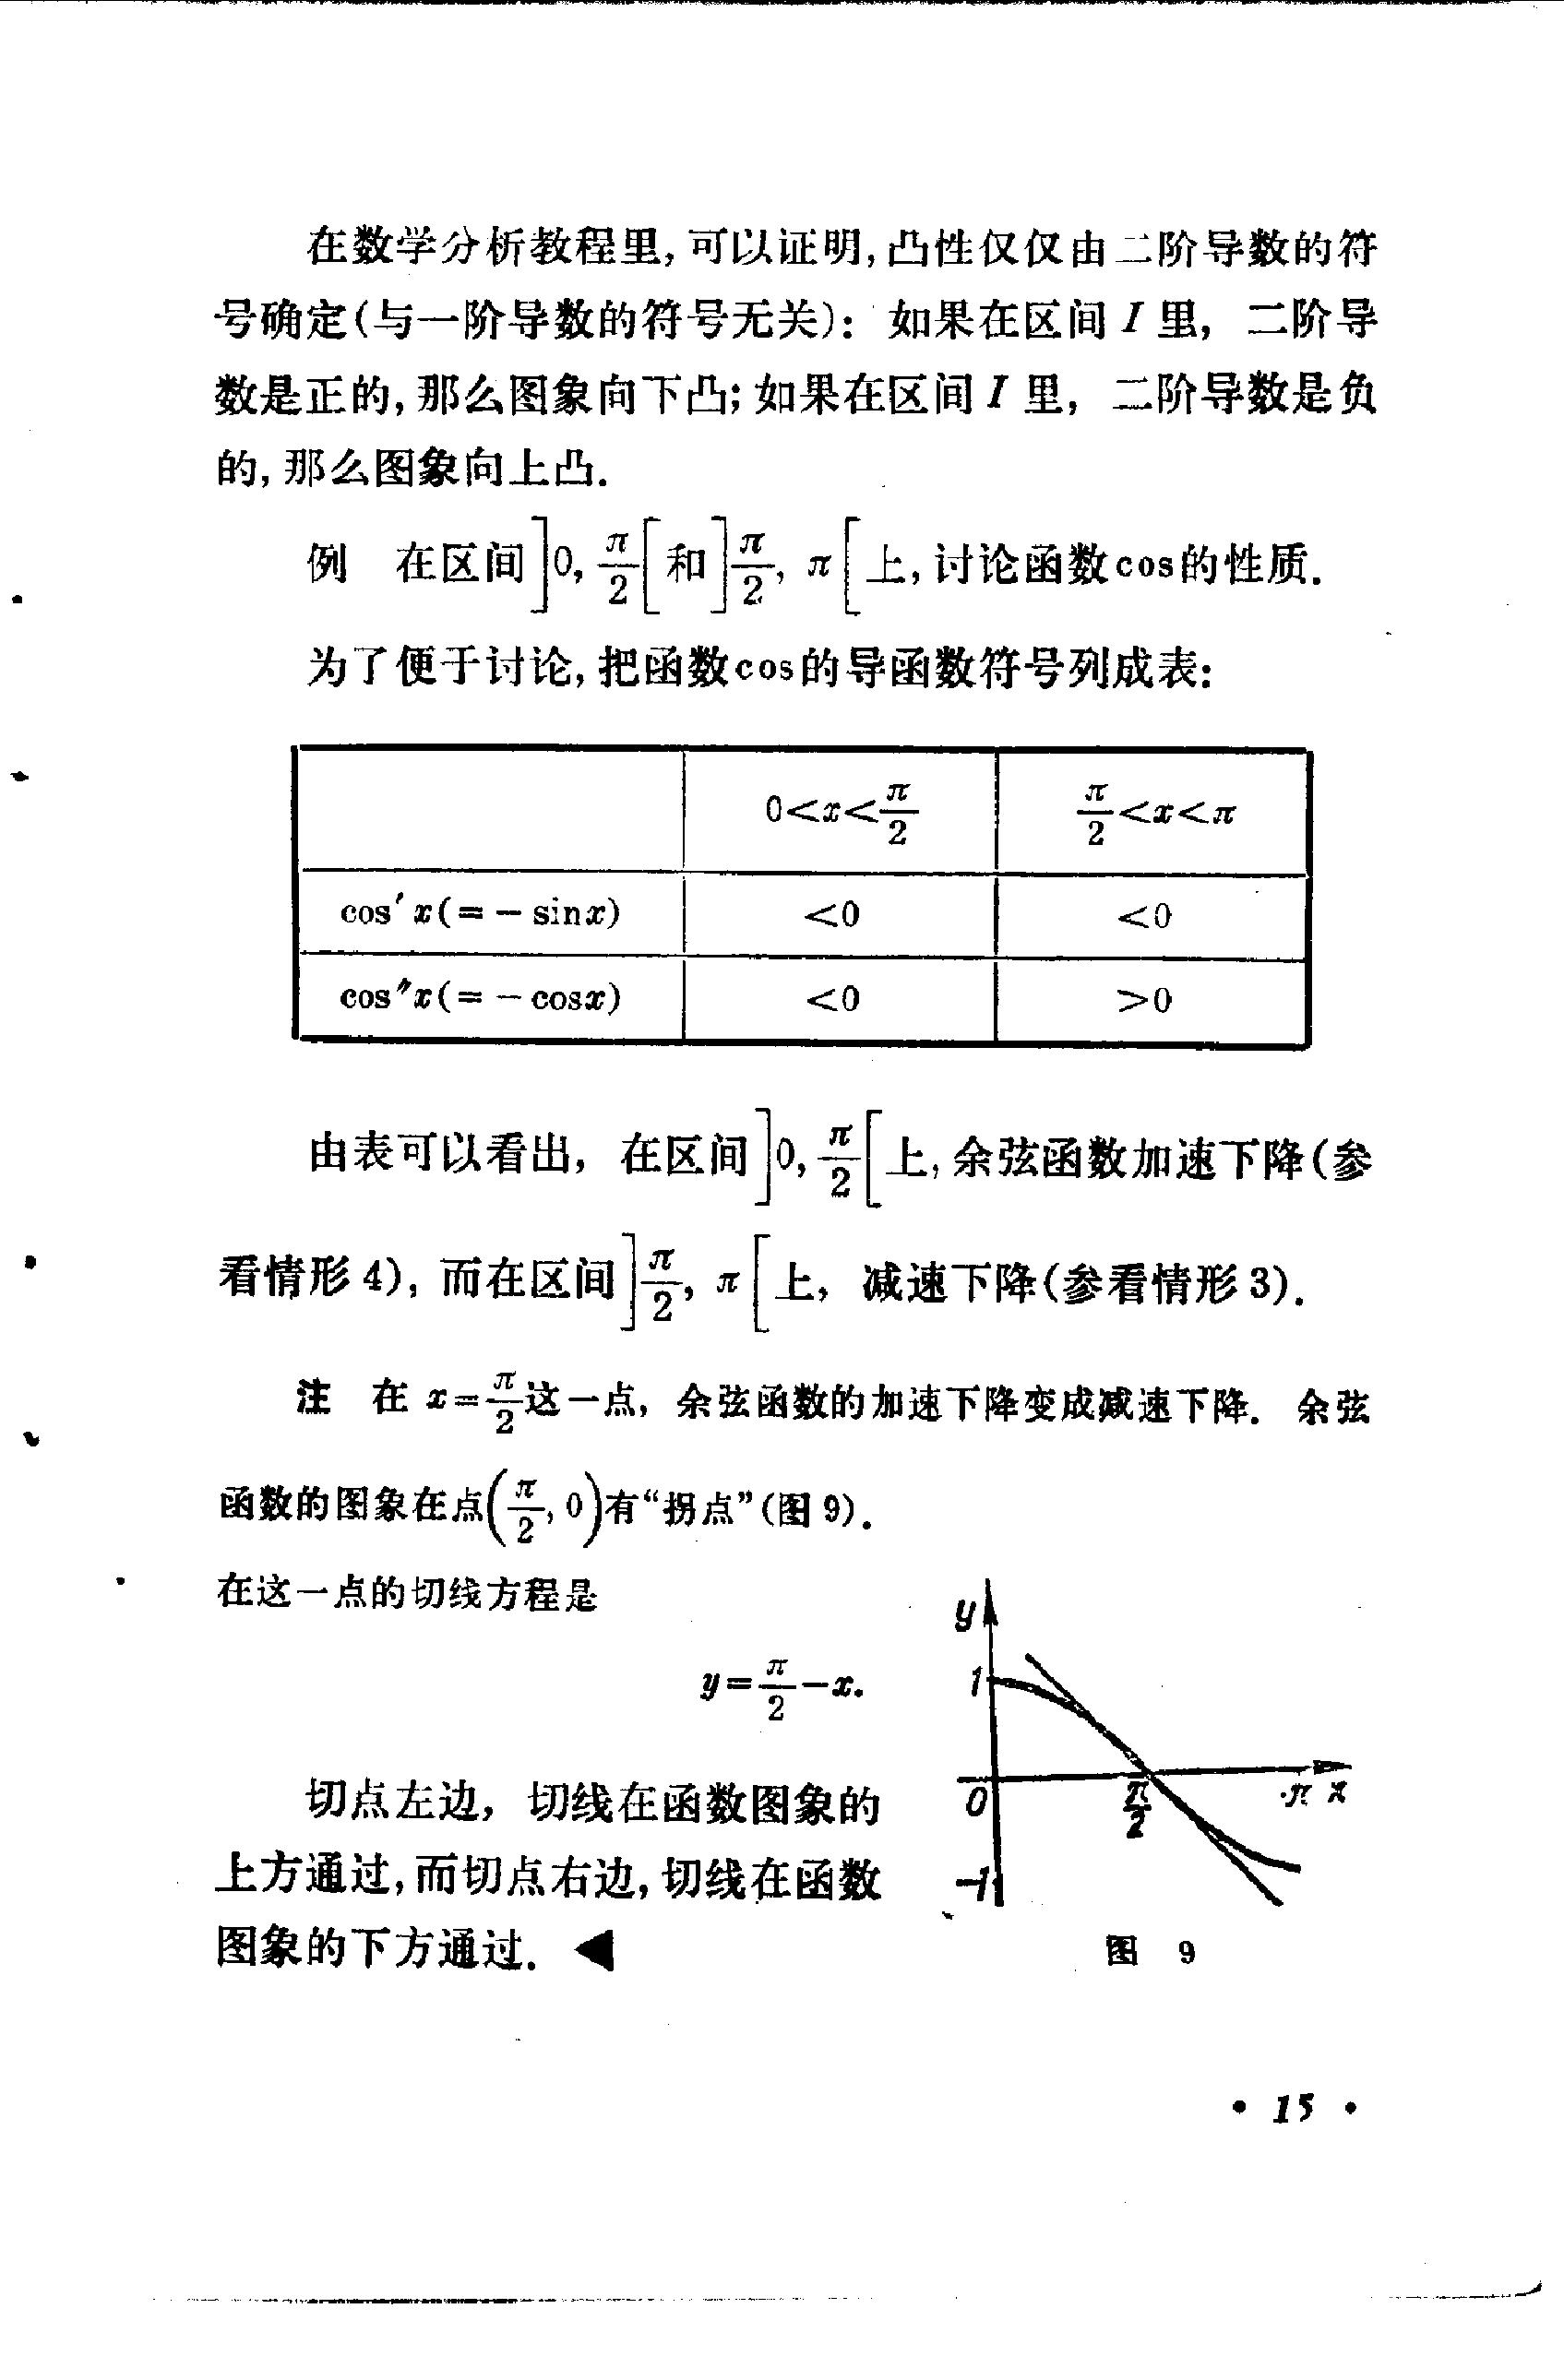 在数学分析教程里,可以证明,凸性仅仅由二阶导数的符
号确定(与一阶导数的符号无关): 如果在区间 I 里, 二阶导
数是正的,那么图象向下凸;如果在区间 I 里, 二阶导数是负
的,那么图象向上凸.
例 在区间]0, π/2[和]π/2, π[上,讨论函数cos的性质.
为了便于讨论,把函数cos的导函数符号列成表:
0<x<π/2 π/2<x<π
cos′x(=-sinx) <0 <0
cos″x(=-cosx) <0 >0
由表可以看出, 在区间]0, π/2[上,余弦函数加速下降(参
看情形 4), 而在区间]π/2, π[上, 减速下降(参看情形 3).
注 在 x=π/2这一点, 余弦函数的加速下降变成减速下降. 余弦
函数的图象在点(π/2, 0)有“拐点”(图 9).
在这一点的切线方程是
y=π/2-x.
切点左边, 切线在函数图象的
上方通过,而切点右边,切线在函数
图象的下方通过. ◀
y
1
0
π/2
π x
-1
图 9
• 15 •